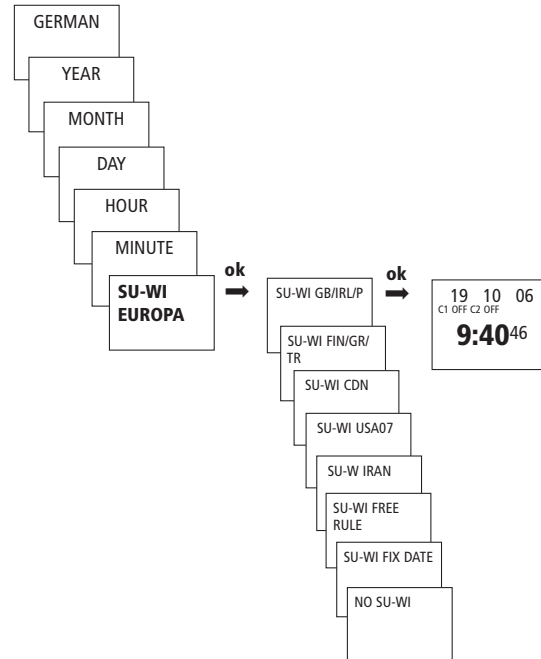 GERMAN
YEAR
MONTH
DAY
HOUR
MINUTE
SU-WI
EUROPA
ok
SU-WI GB/IRL/P
SU-WI FIN/GR/
TR
SU-WI CDN
SU-WI USA07
SU-W IRAN
SU-WI FREE
RULE
SU-WI FIX DATE
NO SU-WI
ok
19 10 06
C1 OFF C2 OFF
9:40 46